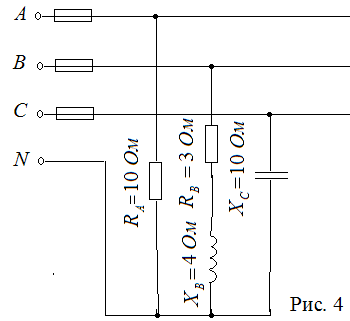 A
B
C
N
R_A=10 Ом
R_B =3 Ом
X_B=4 Ом
X_C=10 Ом
Рис. 4